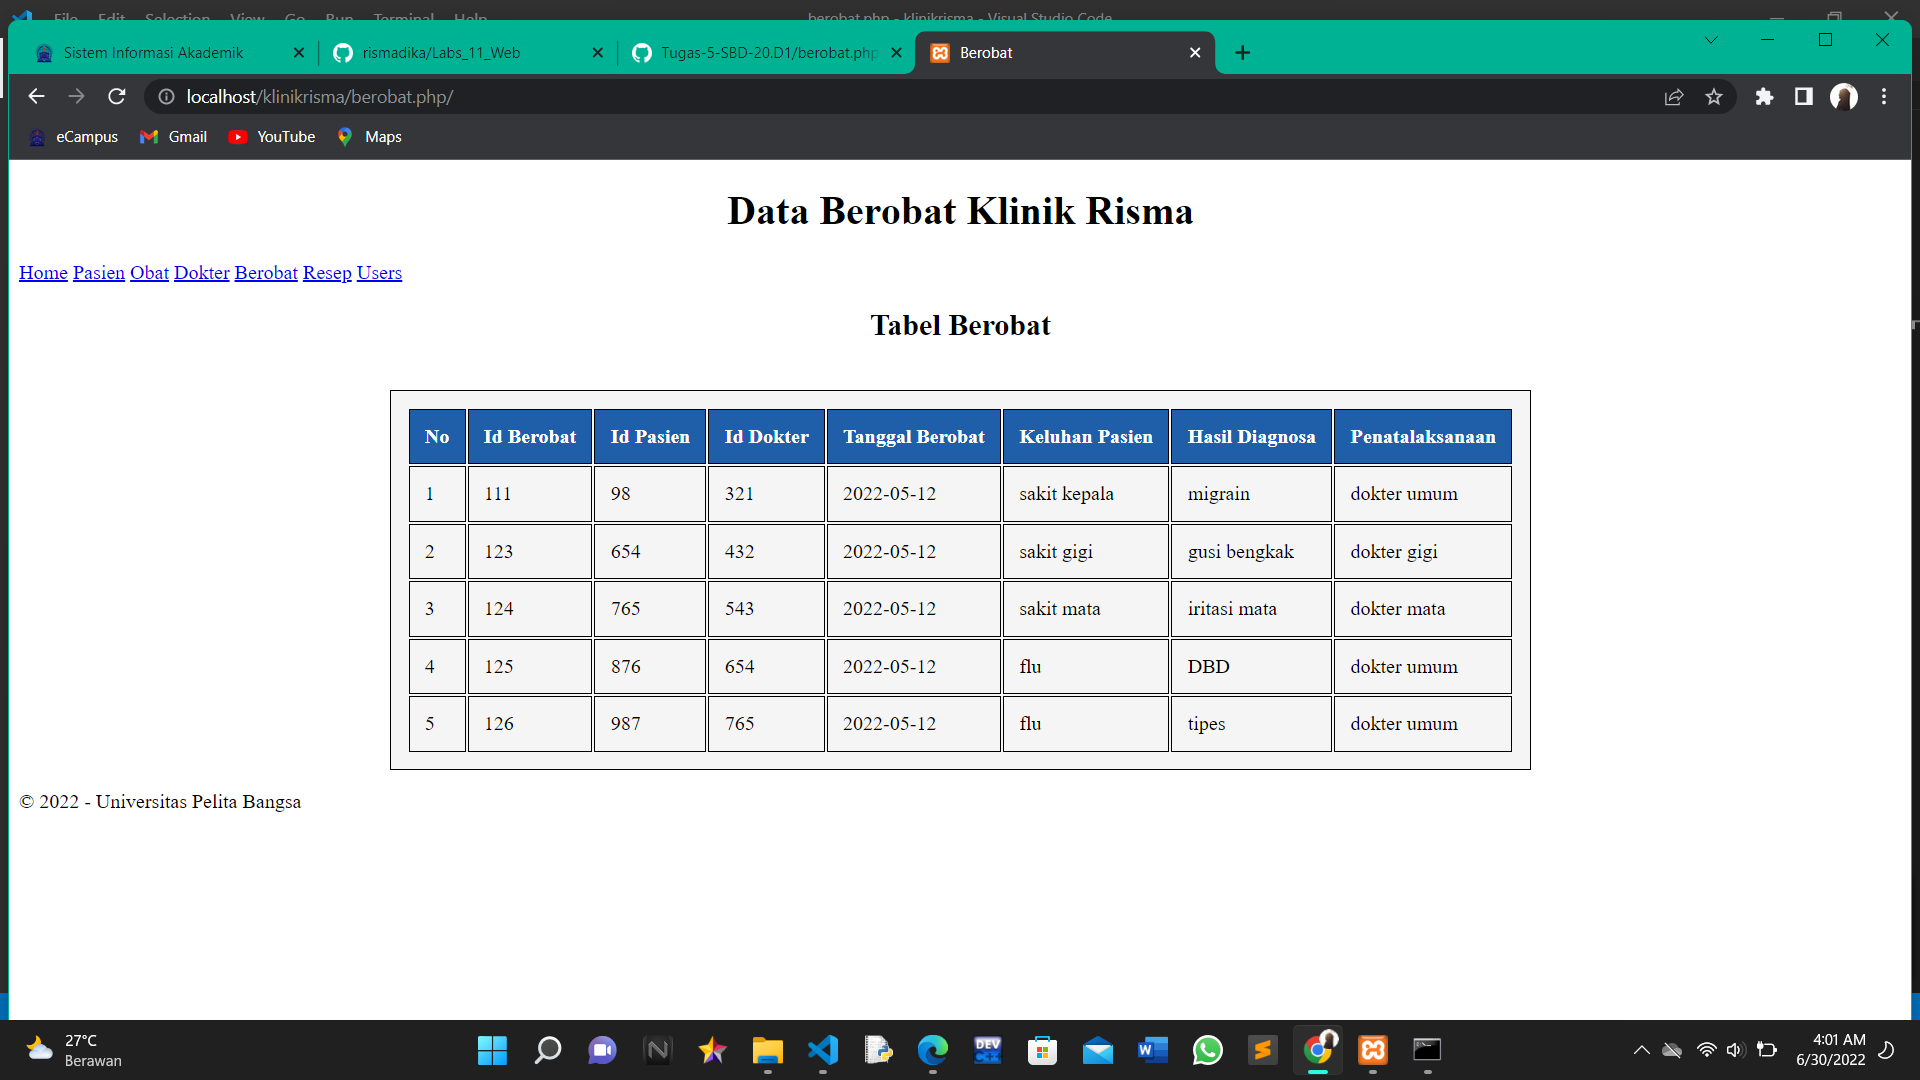 File Edit Selection View Go Run Terminal Help berobat.php - klinikrisma - Visual Studio Code
Sistem Informasi Akademik rismadika/Labs_11_Web Tugas-5-SBD-20.D1/berobat.php Berobat
localhost/klinikrisma/berobat.php/
eCampus Gmail YouTube Maps
Data Berobat Klinik Risma
Home Pasien Obat Dokter Berobat Resep Users
Tabel Berobat
No Id Berobat Id Pasien Id Dokter Tanggal Berobat Keluhan Pasien Hasil Diagnosa Penatalaksanaan
1 111 98 321 2022-05-12 sakit kepala migrain dokter umum
2 123 654 432 2022-05-12 sakit gigi gusi bengkak dokter gigi
3 124 765 543 2022-05-12 sakit mata iritasi mata dokter mata
4 125 876 654 2022-05-12 flu DBD dokter umum
5 126 987 765 2022-05-12 flu tipes dokter umum
© 2022 - Universitas Pelita Bangsa
27°C
Berawan
DEV
4:01 AM
6/30/2022